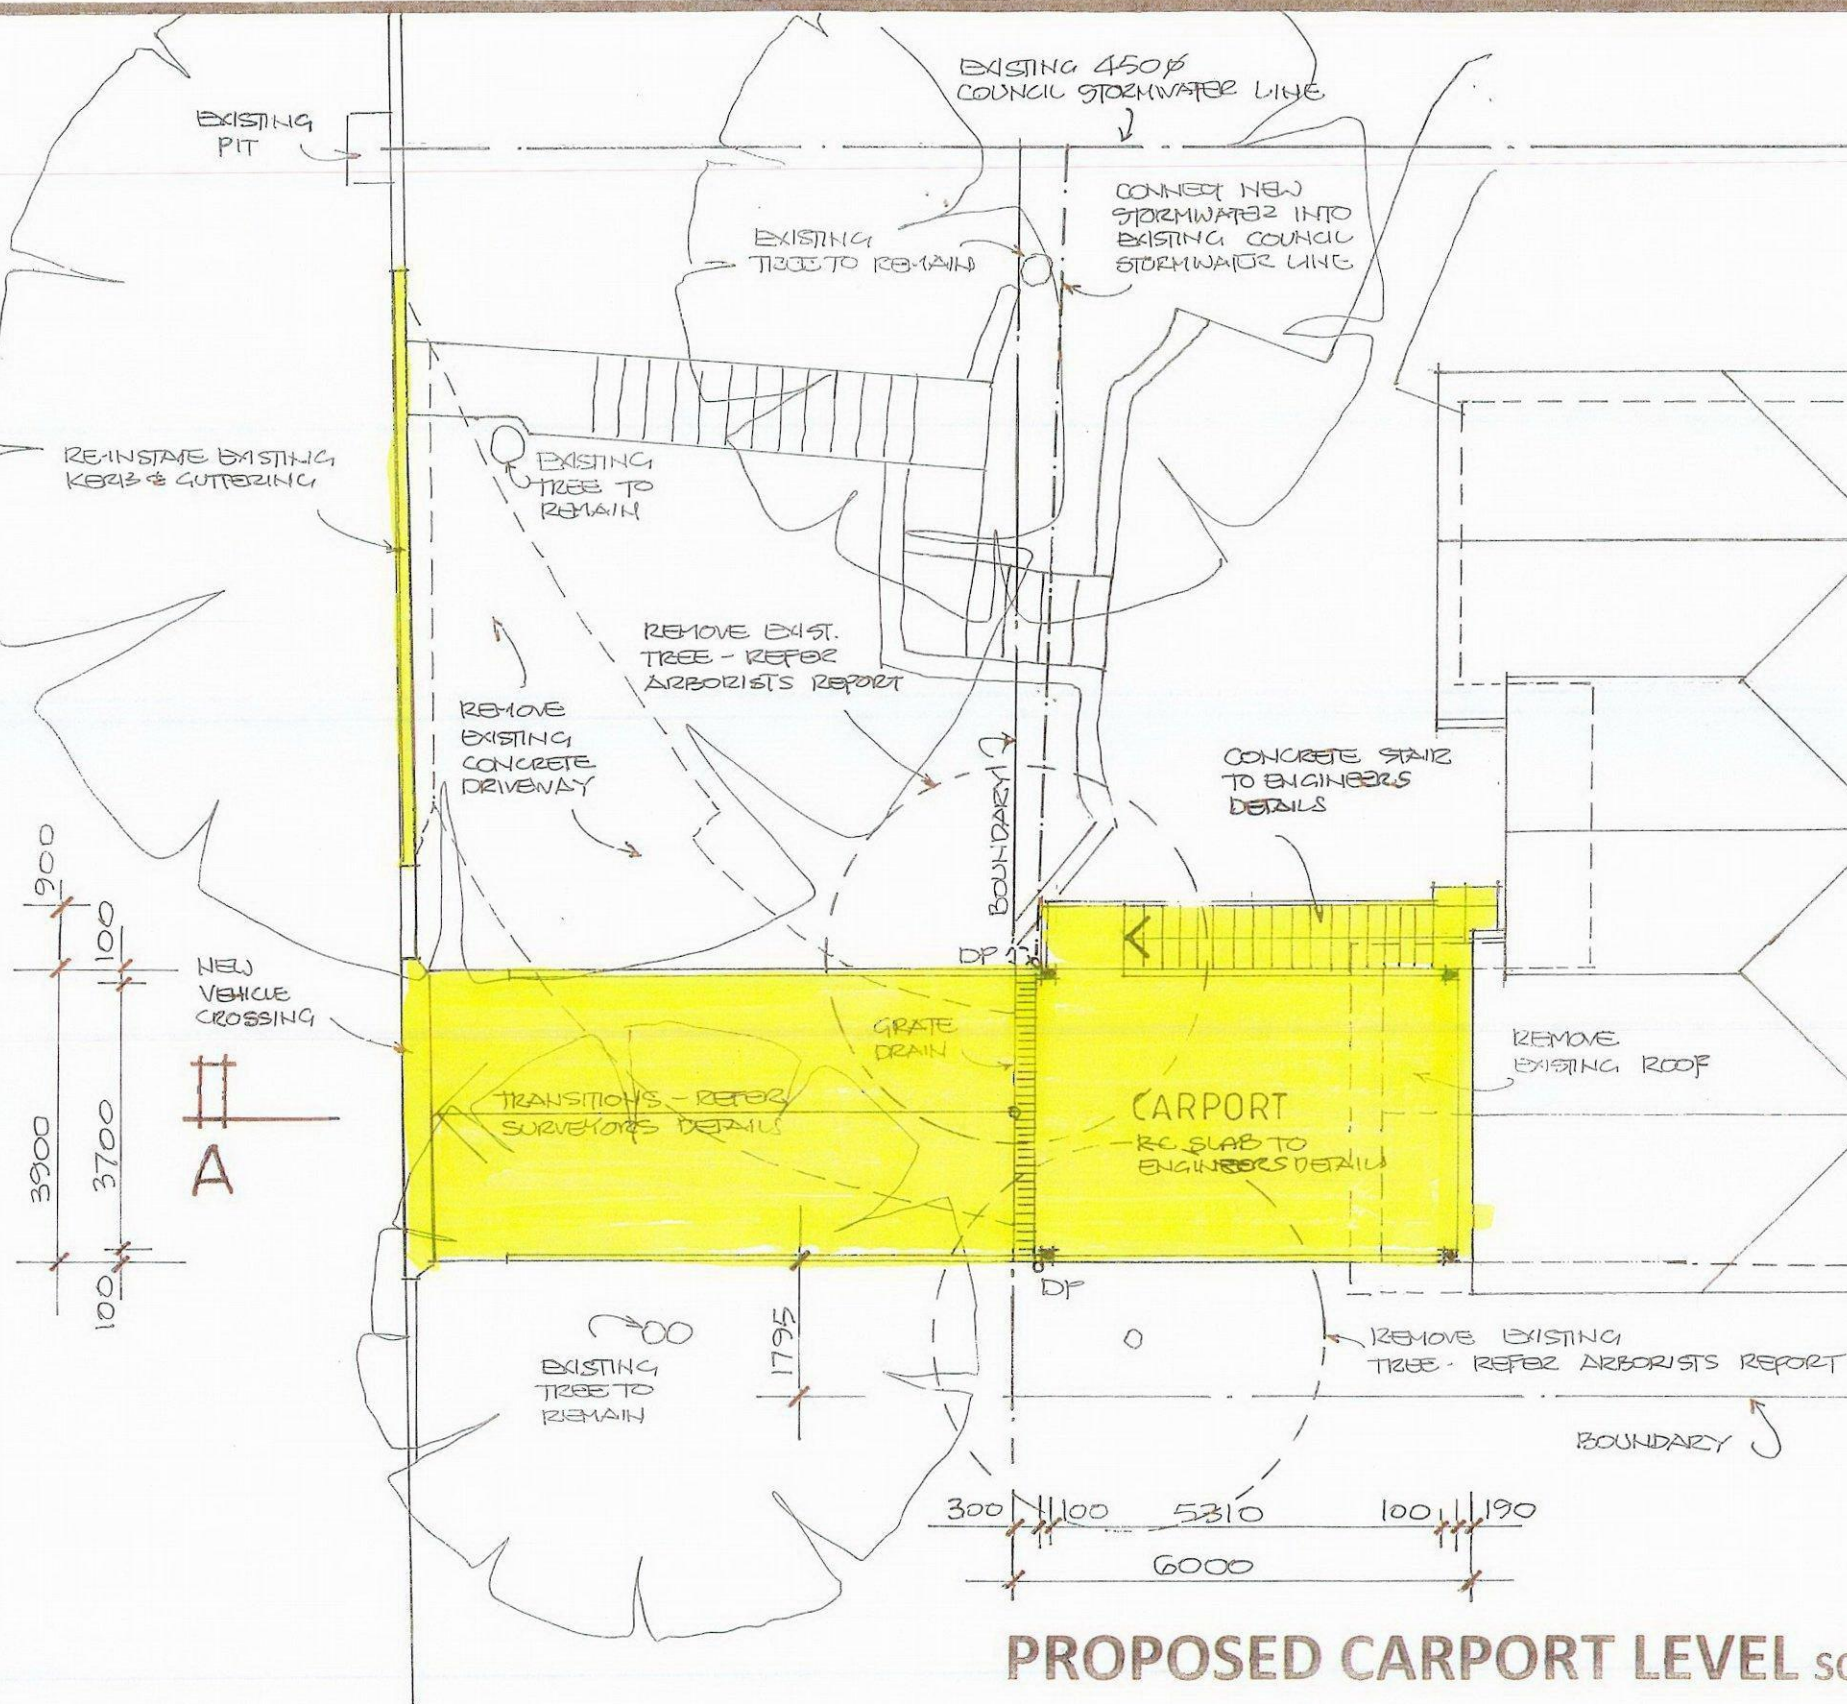 EXISTING 450Ø
COUNCIL STORMWATER LINE
EXISTING
PIT
CONNECT NEW
STORMWATER INTO
EXISTING COUNCIL
STORMWATER LINE
EXISTING
TREE TO REMAIN
RE-INSTATE EXISTING
KERB & GUTTERING
EXISTING
TREE TO
REMAIN
REMOVE EXIST.
TREE - REFER
ARBORISTS REPORT
REMOVE
EXISTING
CONCRETE
DRIVEWAY
BOUNDARY
CONCRETE STAIR
TO ENGINEERS
DETAILS
900
100
DP
NEW
VEHICLE
CROSSING
GRATE
DRAIN
REMOVE
EXISTING ROOF
TRANSITIONS - REFER
SURVEYORS DETAILS
CARPORT
RC SLAB TO
ENGINEERS DETAILS
3900
3700
A
100
DP
1795
EXISTING
TREE TO
REMAIN
REMOVE EXISTING
TREE - REFER ARBORISTS REPORT
BOUNDARY
300 100 5310 100 190
6000
PROPOSED CARPORT LEVEL SC